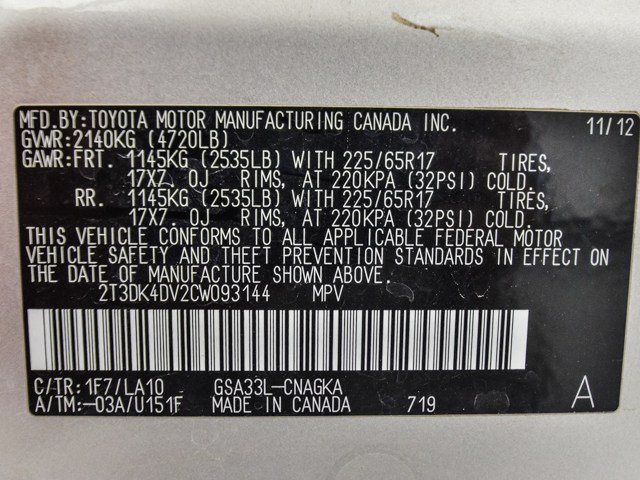 MFD.BY:TOYOTA MOTOR MANUFACTURING CANADA INC. 11/12
GVWR:2140KG (4720LB)
GAWR:FRT. 1145KG (2535LB) WITH 225/65R17 TIRES,
17X7. 0J RIMS, AT 220KPA (32PSI) COLD.
RR. 1145KG (2535LB) WITH 225/65R17 TIRES,
17X7. 0J RIMS, AT 220KPA (32PSI) COLD.
THIS VEHICLE CONFORMS TO ALL APPLICABLE FEDERAL MOTOR
VEHICLE SAFETY AND THEFT PREVENTION STANDARDS IN EFFECT ON
THE DATE OF MANUFACTURE SHOWN ABOVE.
2T3DK4DV2CW093144 MPV
C/TR:1F7/LA10 GSA33L-CNAGKA
A/TM:-03A/U151F MADE IN CANADA 719 A